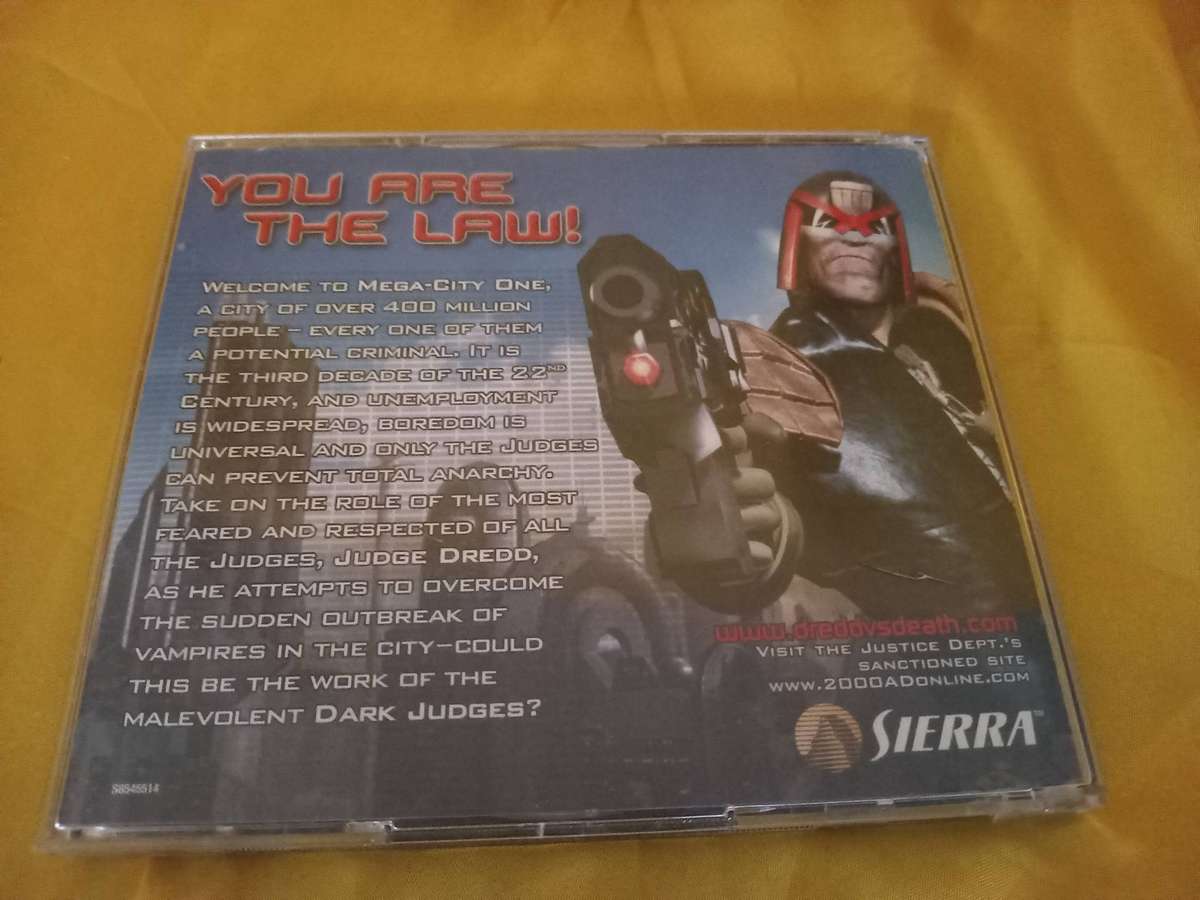 YOU ARE
THE LAW!
WELCOME TO MEGA-CITY ONE,
A CITY OF OVER 400 MILLION
PEOPLE – EVERY ONE OF THEM
A POTENTIAL CRIMINAL. IT IS
THE THIRD DECADE OF THE 22ND
CENTURY, AND UNEMPLOYMENT
IS WIDESPREAD, BOREDOM IS
UNIVERSAL AND ONLY THE JUDGES
CAN PREVENT TOTAL ANARCHY.
TAKE ON THE ROLE OF THE MOST
FEARED AND RESPECTED OF ALL
THE JUDGES, JUDGE DREDD,
AS HE ATTEMPTS TO OVERCOME
THE SUDDEN OUTBREAK OF
VAMPIRES IN THE CITY–COULD
THIS BE THE WORK OF THE
MALEVOLENT DARK JUDGES?
www.dreddvsdeath.com
VISIT THE JUSTICE DEPT.'S
SANCTIONED SITE
WWW.2000ADONLINE.COM
SIERRA™
S8545514